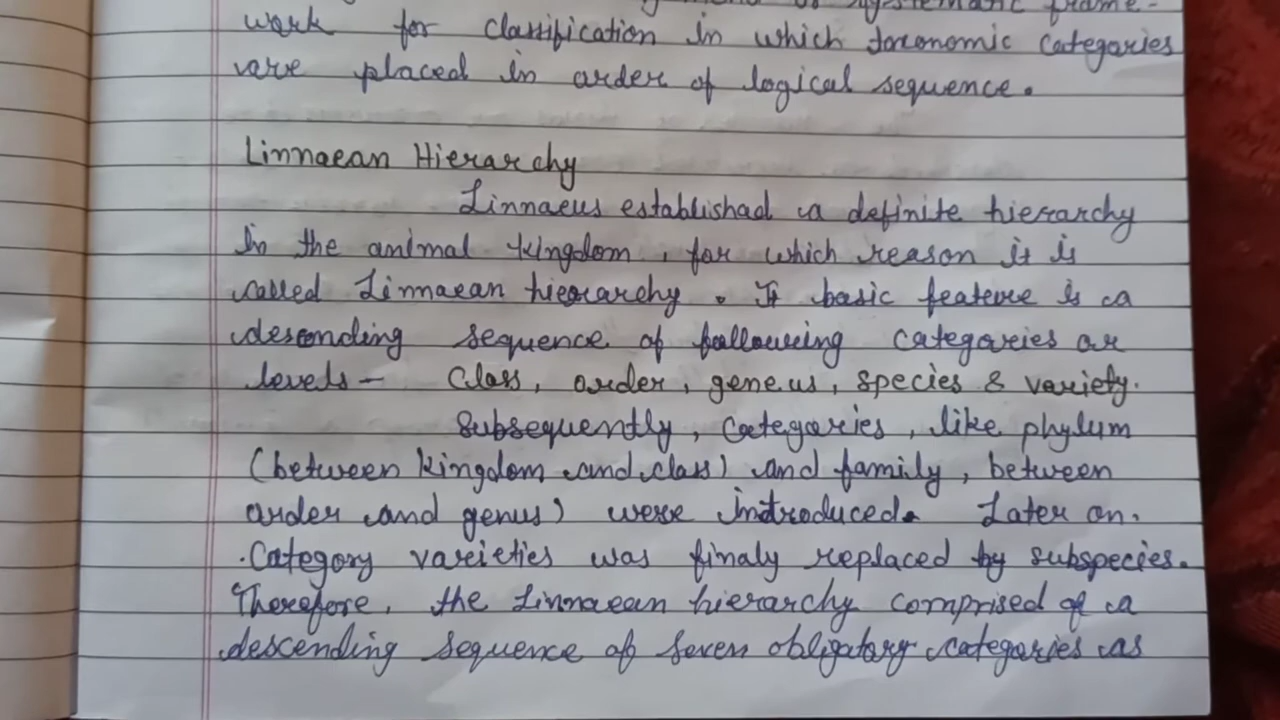 systematic frame-
work for classification in which taxonomic categories
are placed in order of logical sequence.
Linnaean Hierarchy
Linnaeus establishad a definite hierarchy
in the animal kingdom, for which reason it is
called Linnaean hierarchy. It basic feature is a
desending sequence of following categories or
levels - Class, order, geneus, species & variety.
Subsequently, categories, like phylum
(between kingdom and class) and family, between
order and genus) were introduced. Later on.
Category varieties was finaly replaced by subspecies.
Therefore, the Linnaean hierarchy comprised of a
descending sequence of seven obligatory categories as